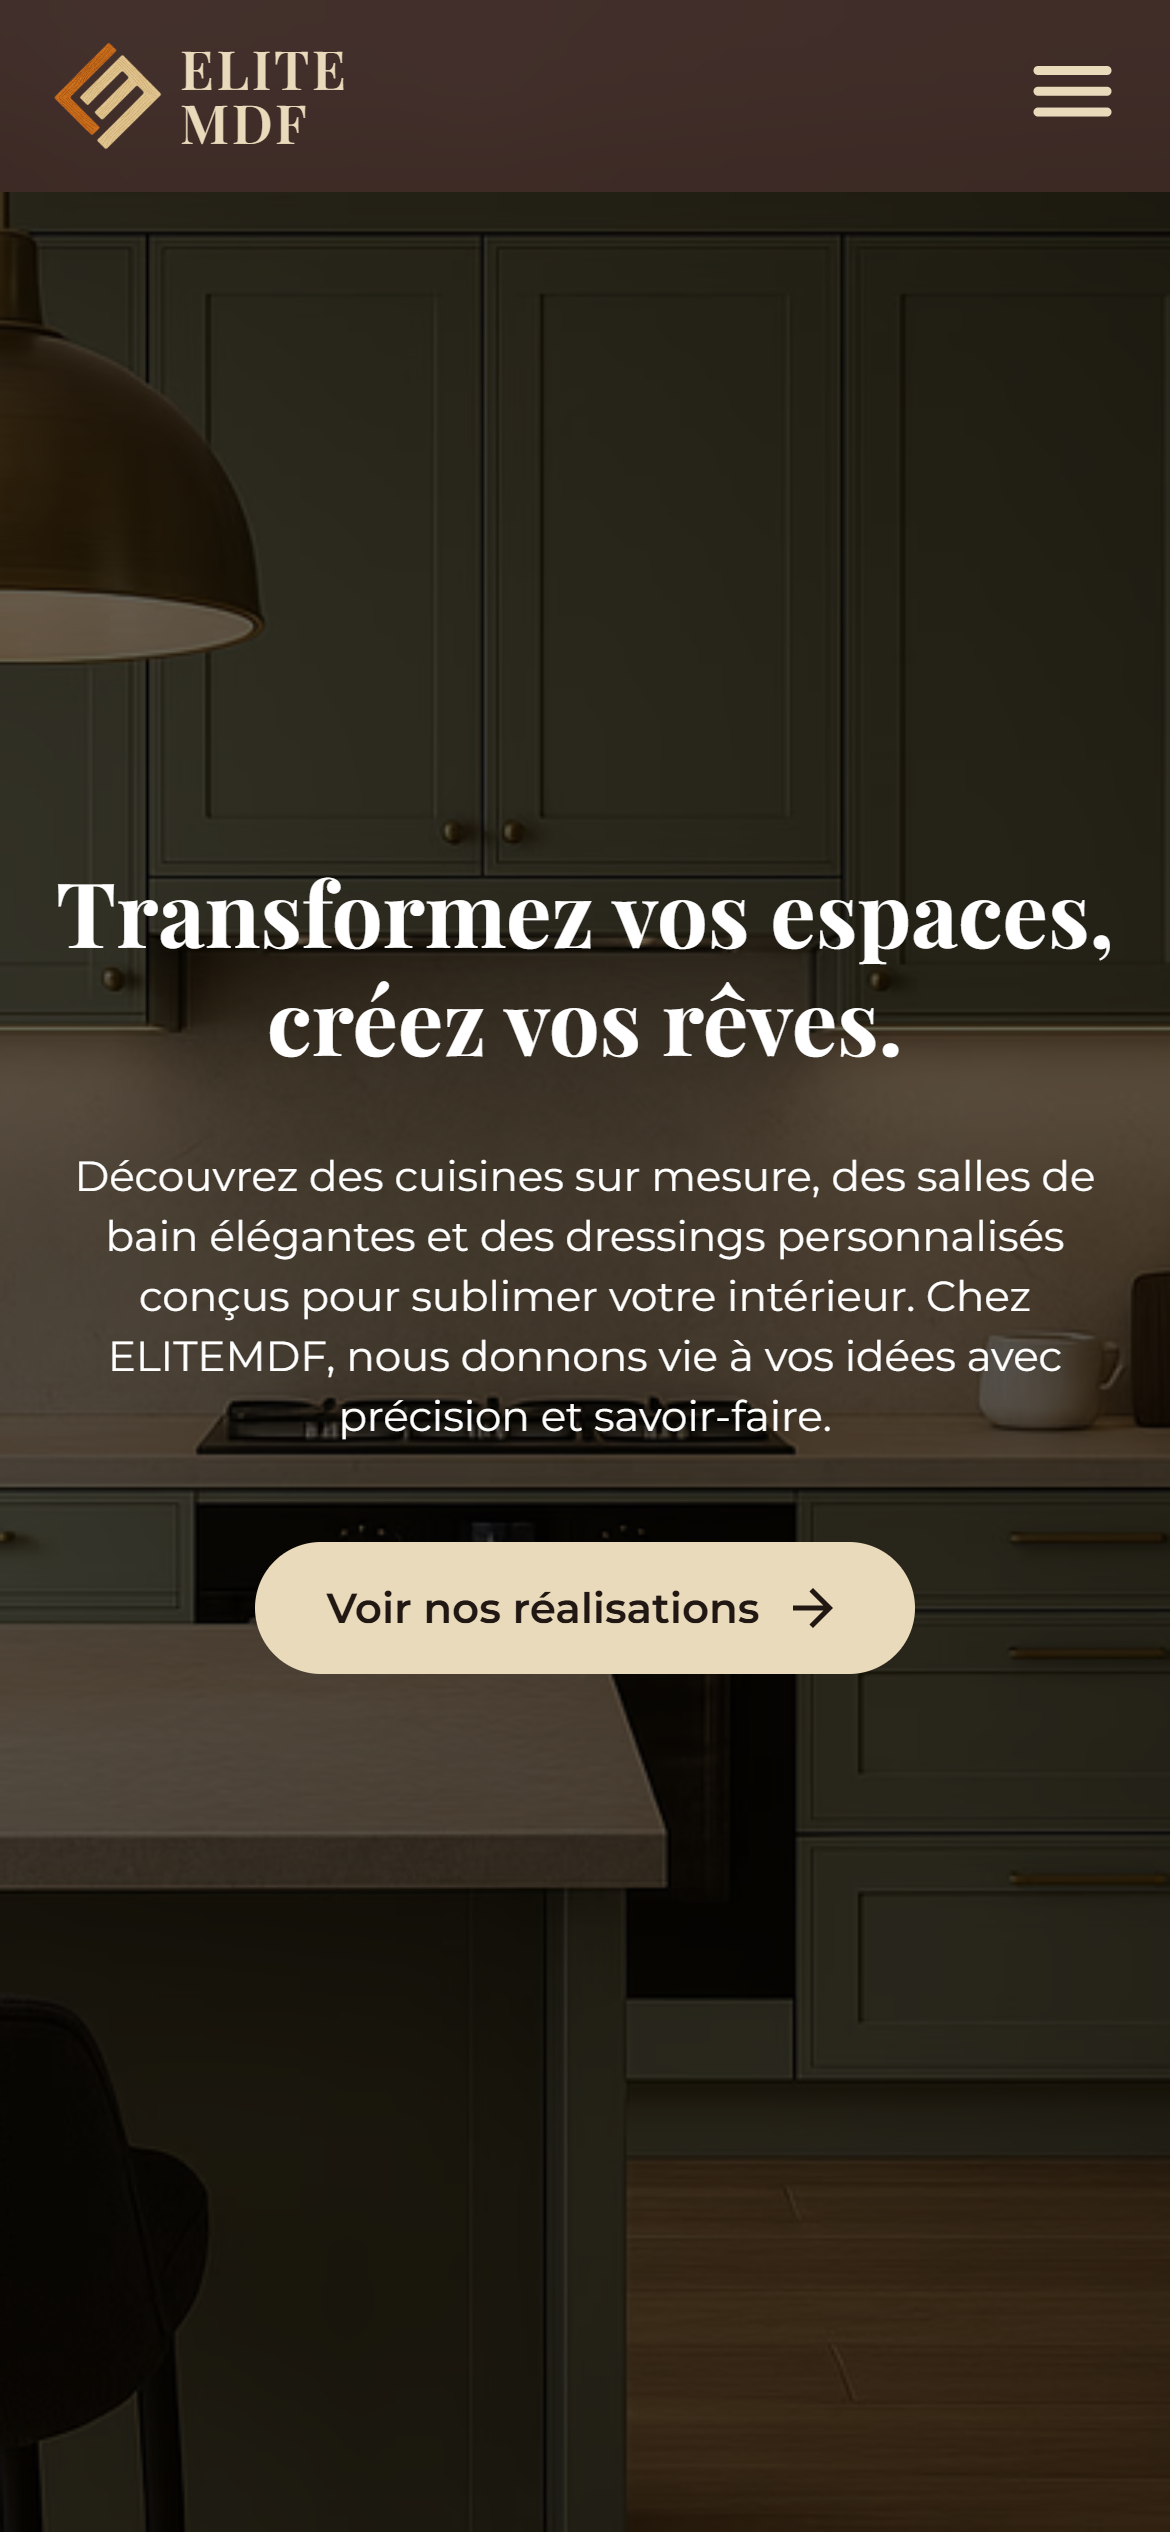 ELITE
MDF
Transformez vos espaces,
créez vos rêves.
Découvrez des cuisines sur mesure, des salles de
bain élégantes et des dressings personnalisés
conçus pour sublimer votre intérieur. Chez
ELITEMDF, nous donnons vie à vos idées avec
précision et savoir-faire.
Voir nos réalisations →